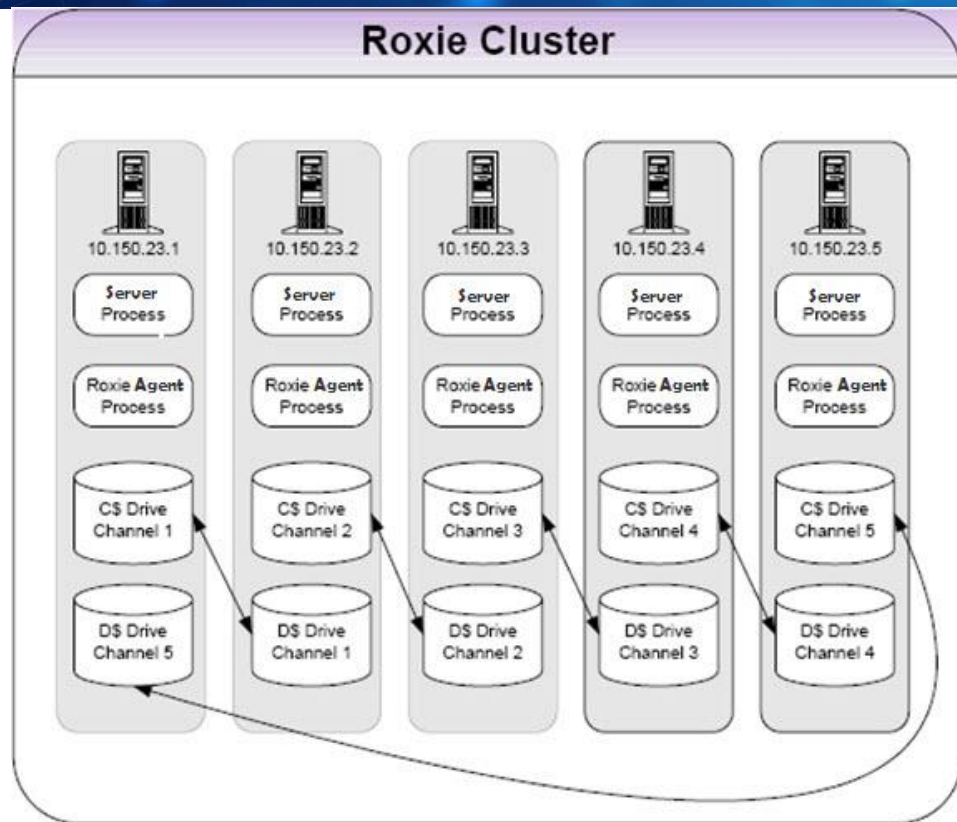 Roxie Cluster
10.150.23.1
10.150.23.2
10.150.23.3
10.150.23.4
10.150.23.5
Server
Process
Server
Process
Server
Process
Server
Process
Server
Process
Roxie Agent
Process
Roxie Agent
Process
Roxie Agent
Process
Roxie Agent
Process
Roxie Agent
Process
C$ Drive
Channel 1
C$ Drive
Channel 2
C$ Drive
Channel 3
C$ Drive
Channel 4
C$ Drive
Channel 5
D$ Drive
Channel 5
D$ Drive
Channel 1
D$ Drive
Channel 2
D$ Drive
Channel 3
D$ Drive
Channel 4